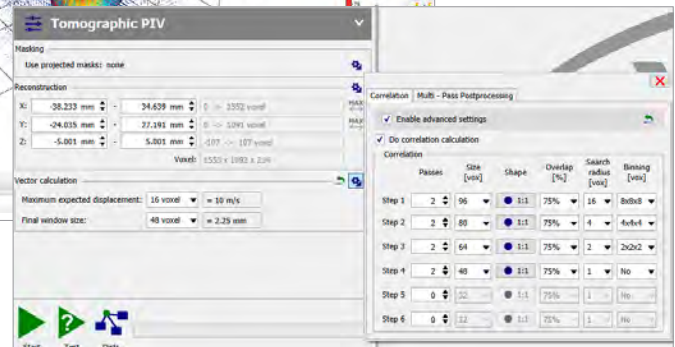 Tomographic PIV
Masking
Use projected masks: none
Reconstruction
X: -38.233 mm - 34.639 mm 0 -> 1552 voxel
Y: -24.035 mm - 27.191 mm 0 -> 1091 voxel
Z: -5.001 mm - 5.001 mm -107 -> 107 voxel
Voxel:
Vector calculation
Maximum expected displacement: 16 voxel = 10 m/s
Final window size: 48 voxel = 2.25 mm
Start
Correlation Multi - Pass Postprocessing
Enable advanced settings
Do correlation calculation
Correlation
Passes Size [vox] Shape Overlap [%] Search radius [vox] Binning [vox]
Step 1 2 96 1:1 75% 16 8x8x8
Step 2 2 88 1:1 75% 4 4x4x4
Step 3 2 64 1:1 75% 2 2x2x2
Step 4 2 48 1:1 75% 1 No
Step 5 0 32 1:1 75% 1 No
Step 6 0 32 1:1 75% 1 No